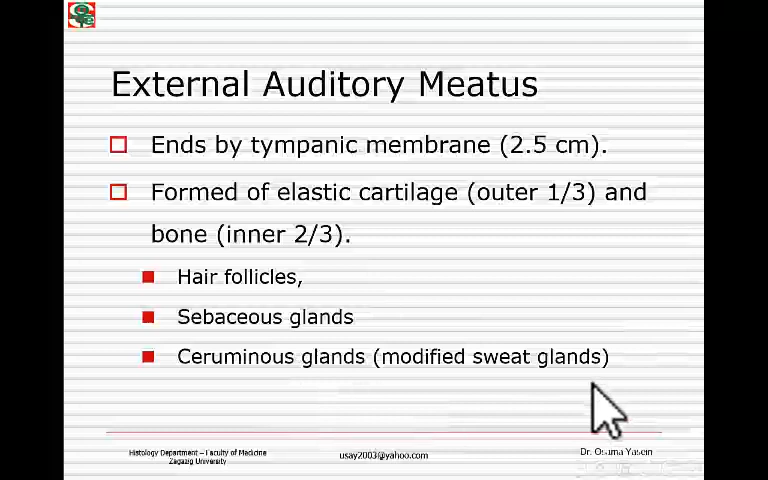 External Auditory Meatus
Ends by tympanic membrane (2.5 cm).
Formed of elastic cartilage (outer 1/3) and
bone (inner 2/3).
Hair follicles,
Sebaceous glands
Ceruminous glands (modified sweat glands)
Histology Department – Faculty of Medicine
Zagazig University
usay2003@yahoo.com
Dr. Osama Yasein